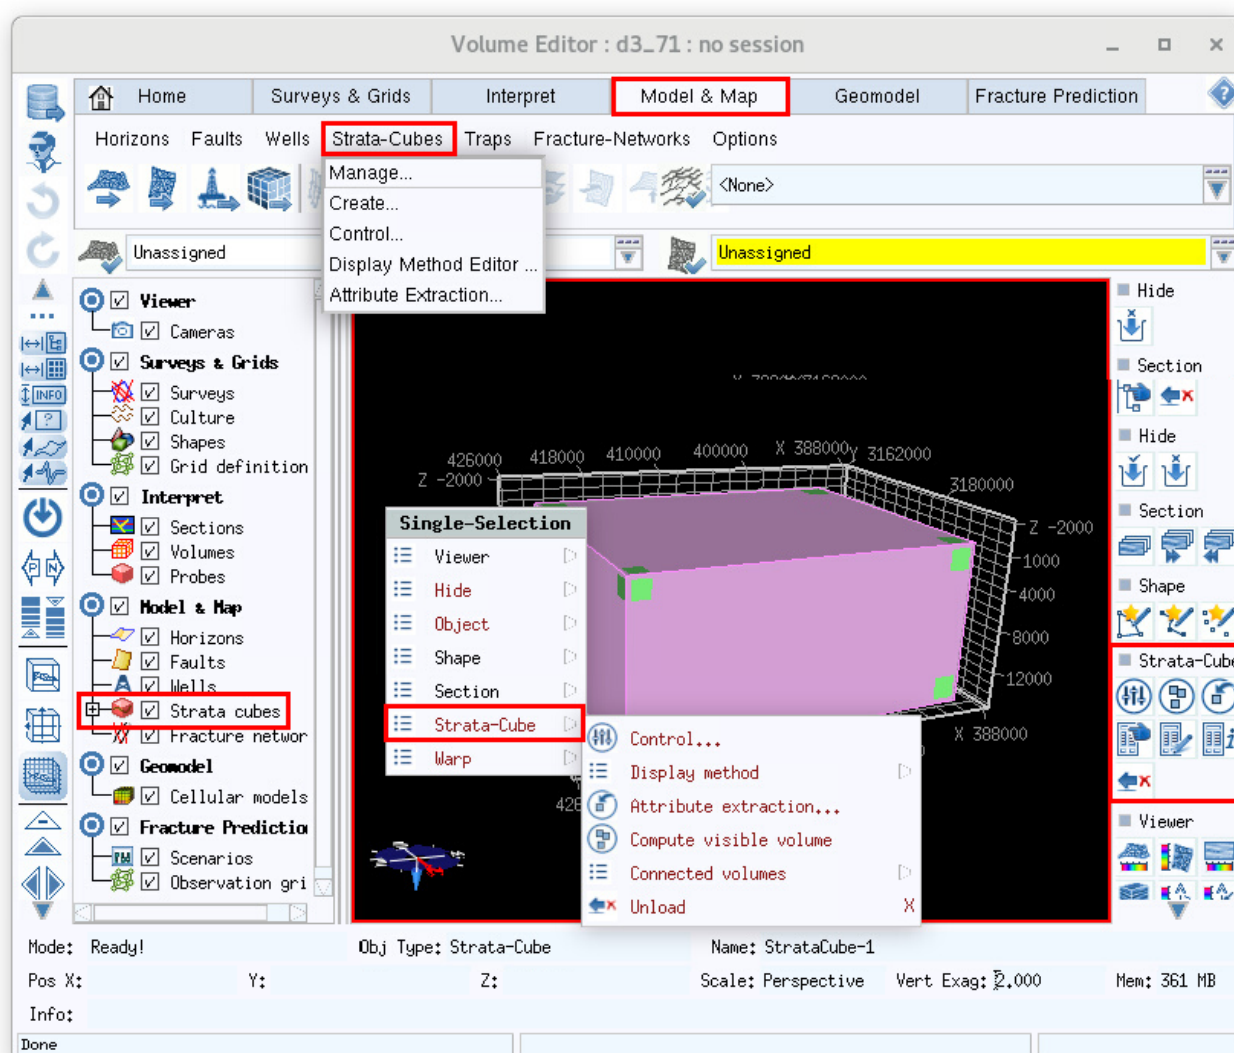 Volume Editor : d3_71 : no session
Home Surveys & Grids Interpret Model & Map Geomodel Fracture Prediction
Horizons Faults Wells Strata-Cubes Traps Fracture-Networks Options
Manage...
Create...
Control...
Display Method Editor ...
Attribute Extraction...
<None>
Unassigned
Unassigned
Viewer
Cameras
Surveys & Grids
Surveys
Culture
Shapes
Grid definition
Interpret
Sections
Volumes
Probes
Model & Map
Horizons
Faults
Wells
Strata cubes
Fracture networ
Geomodel
Cellular models
Fracture Predictio
Scenarios
Observation gri
INFO
P N
426000 418000 410000 400000 X 388000 Y 3162000
Z -2000
3180000
Z -2000
1000
4000
8000
12000
X 388000
Single-Selection
Viewer
Hide
Object
Shape
Section
Strata-Cube
Warp
Control...
Display method
Attribute extraction...
Compute visible volume
Connected volumes
Unload X
Hide
Section
Hide
Section
Shape
Strata-Cube
Viewer
Mode: Ready! Obj Type: Strata-Cube Name: StrataCube-1
Pos X: Y: Z: Scale: Perspective Vert Exag: 2.000 Mem: 361 MB
Info:
Done